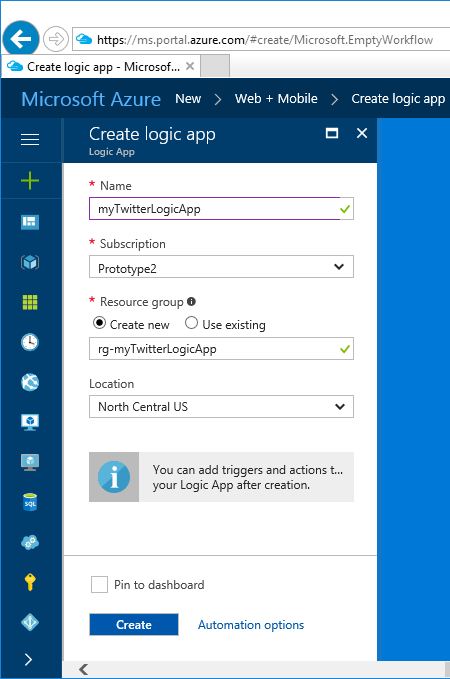 https://ms.portal.azure.com/#create/Microsoft.EmptyWorkflow
Create logic app - Microsof...
Microsoft Azure New > Web + Mobile > Create logic app
Create logic app
Logic App
* Name
myTwitterLogicApp
* Subscription
Prototype2
* Resource group
Create new Use existing
rg-myTwitterLogicApp
Location
North Central US
You can add triggers and actions t...
your Logic App after creation.
SQL
Pin to dashboard
Create Automation options